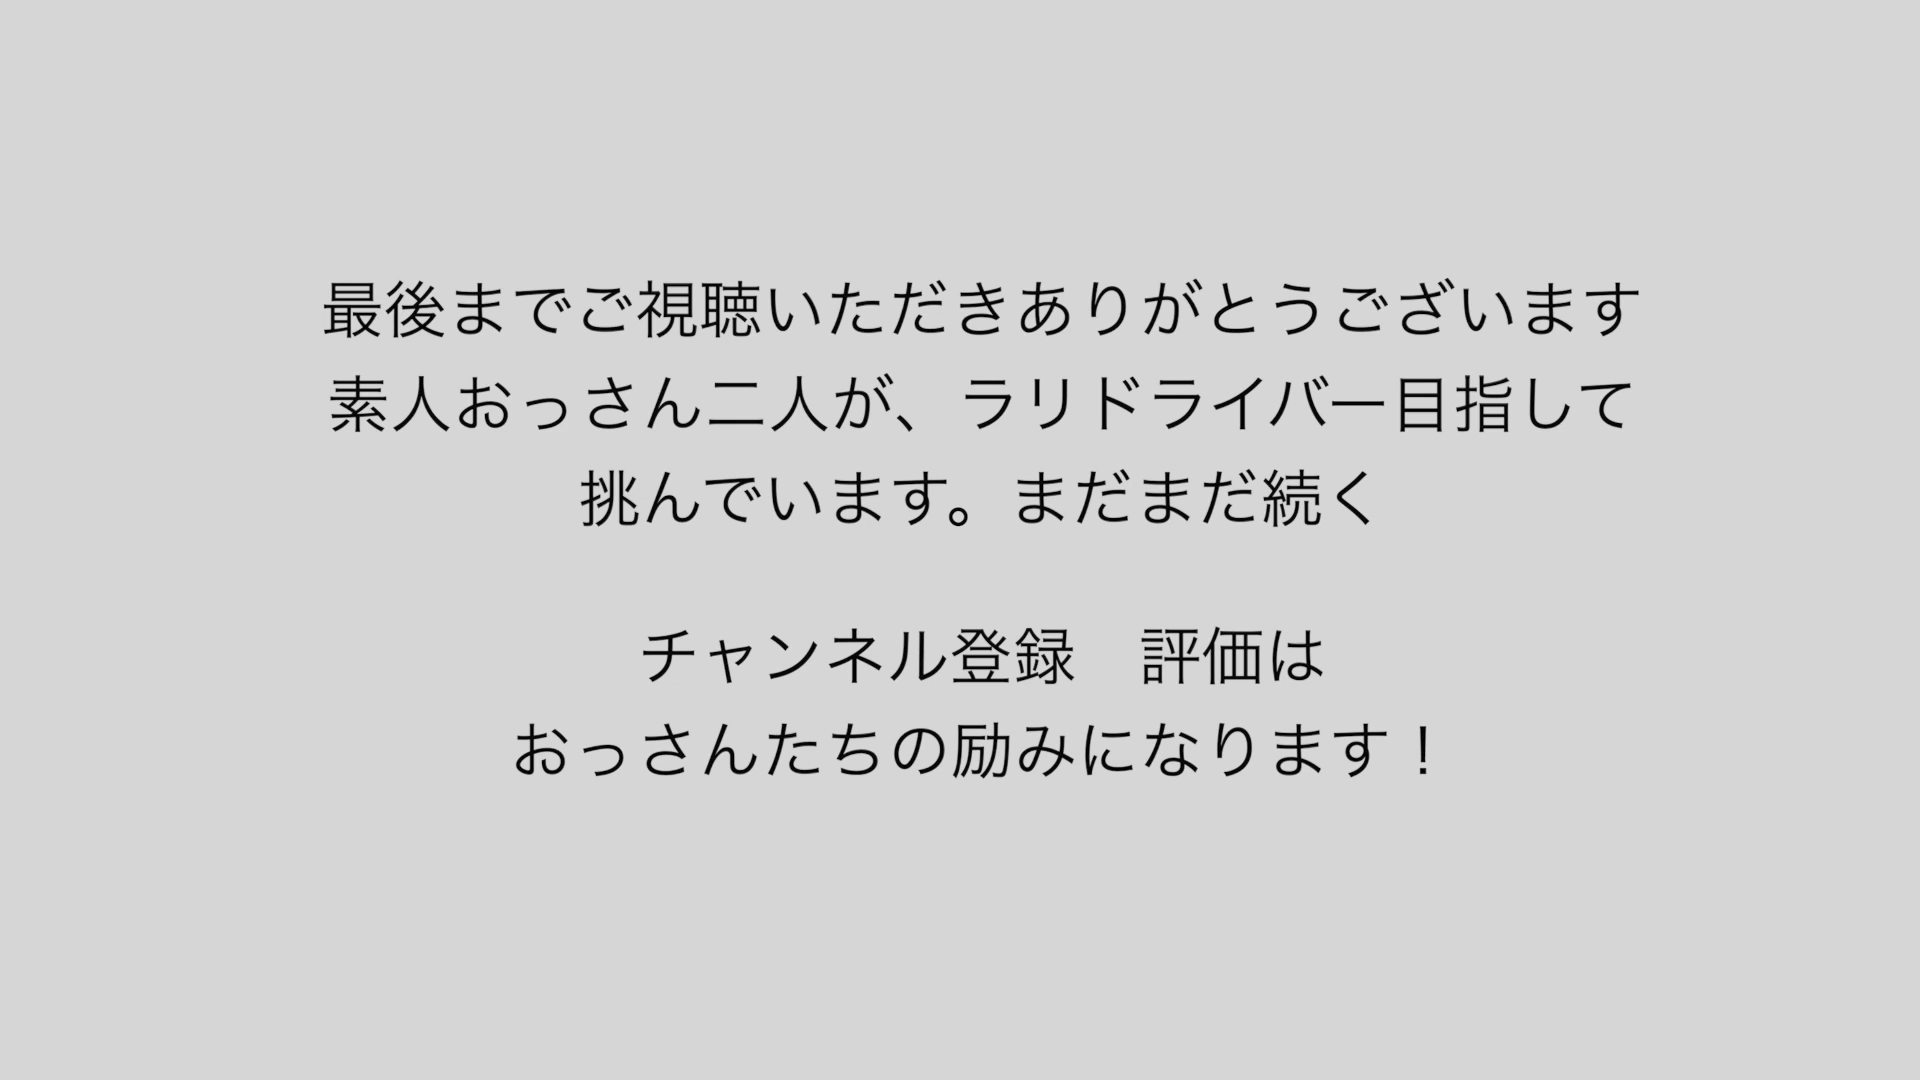 最後までご視聴いただきありがとうございます
素人おっさん二人が、ラリドライバー目指して
挑んでいます。まだまだ続く
チャンネル登録　評価は
おっさんたちの励みになります！